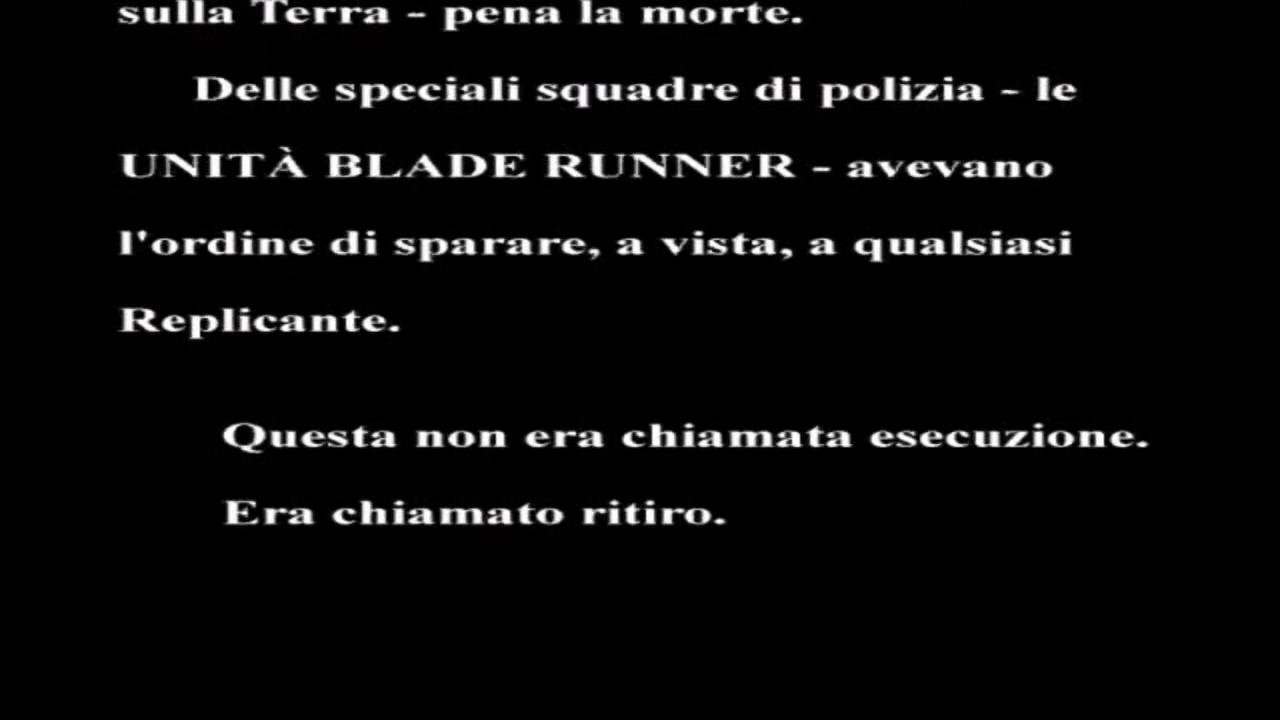 sulla Terra - pena la morte.
Delle speciali squadre di polizia - le
UNITÀ BLADE RUNNER - avevano
l'ordine di sparare, a vista, a qualsiasi
Replicante.
Questa non era chiamata esecuzione.
Era chiamato ritiro.